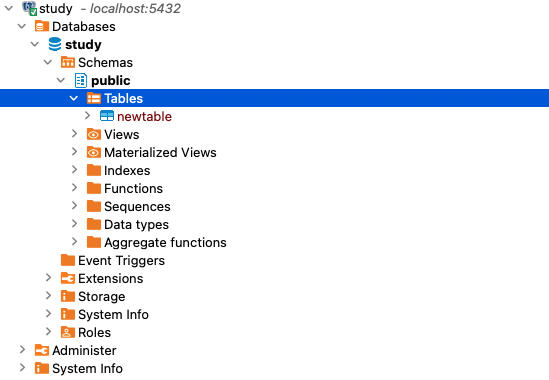 study - localhost:5432
Databases
study
Schemas
public
Tables
newtable
Views
Materialized Views
Indexes
Functions
Sequences
Data types
Aggregate functions
Event Triggers
Extensions
Storage
System Info
Roles
Administer
System Info